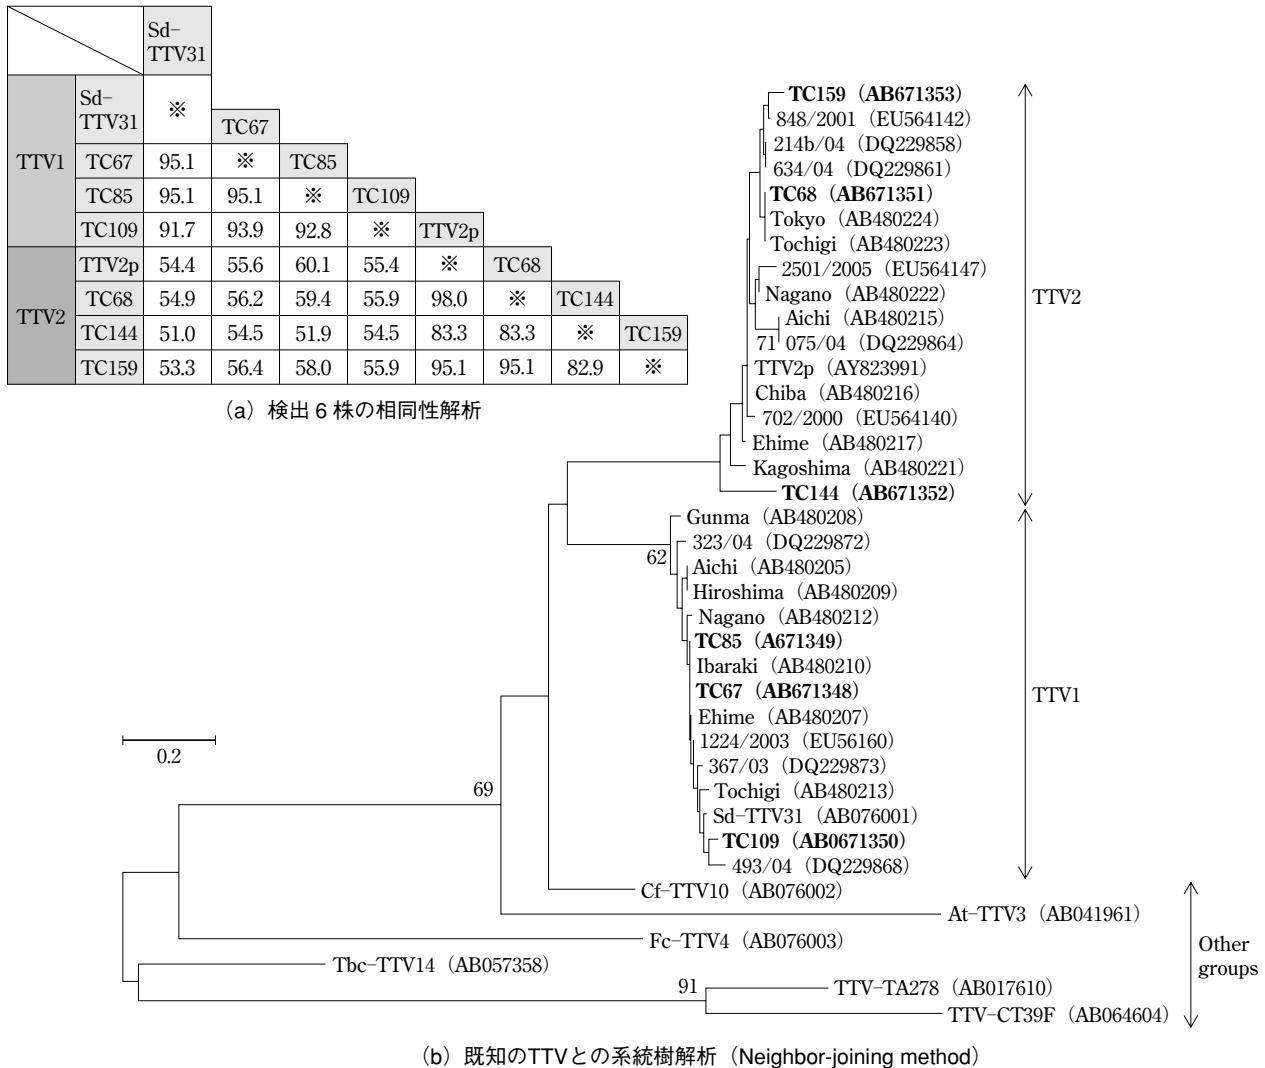 Sd−
TTV31
TTV1 Sd−
TTV31 ※ TC67
TC67 95.1 ※ TC85
TC85 95.1 95.1 ※ TC109
TC109 91.7 93.9 92.8 ※ TTV2p
TTV2 TTV2p 54.4 55.6 60.1 55.4 ※ TC68
TC68 54.9 56.2 59.4 55.9 98.0 ※ TC144
TC144 51.0 54.5 51.9 54.5 83.3 83.3 ※ TC159
TC159 53.3 56.4 58.0 55.9 95.1 95.1 82.9 ※
（a）検出 6 株の相同性解析
TC159（AB671353）
848/2001（EU564142）
214b/04（DQ229858）
634/04（DQ229861）
TC68（AB671351）
Tokyo（AB480224）
Tochigi（AB480223）
2501/2005（EU564147）
Nagano（AB480222）
Aichi（AB480215）
71 075/04（DQ229864）
TTV2p（AY823991）
Chiba（AB480216）
702/2000（EU564140）
Ehime（AB480217）
Kagoshima（AB480221）
TC144（AB671352）
TTV2
Gunma（AB480208）
62
323/04（DQ229872）
Aichi（AB480205）
Hiroshima（AB480209）
Nagano（AB480212）
TC85（A671349）
Ibaraki（AB480210）
TC67（AB671348）
Ehime（AB480207）
1224/2003（EU56160）
367/03（DQ229873）
Tochigi（AB480213）
Sd−TTV31（AB076001）
TC109（AB0671350）
493/04（DQ229868）
TTV1
0.2
69
Cf−TTV10（AB076002）
At−TTV3（AB041961）
Fc−TTV4（AB076003）
Tbc−TTV14（AB057358）
91
TTV−TA278（AB017610）
TTV−CT39F（AB064604）
Other
groups
（b）既知のTTVとの系統樹解析（Neighbor-joining method）